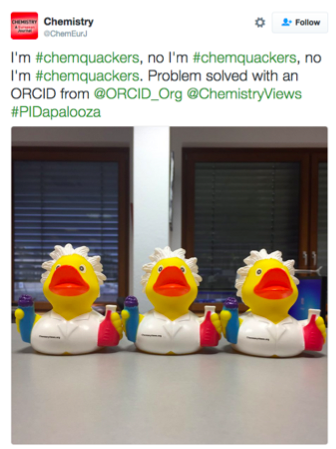 Chemistry
@ChemEurJ
Follow
I'm #chemquackers, no I'm #chemquackers, no
I'm #chemquackers. Problem solved with an
ORCID from @ORCID_Org @ChemistryViews
#PIDapalooza